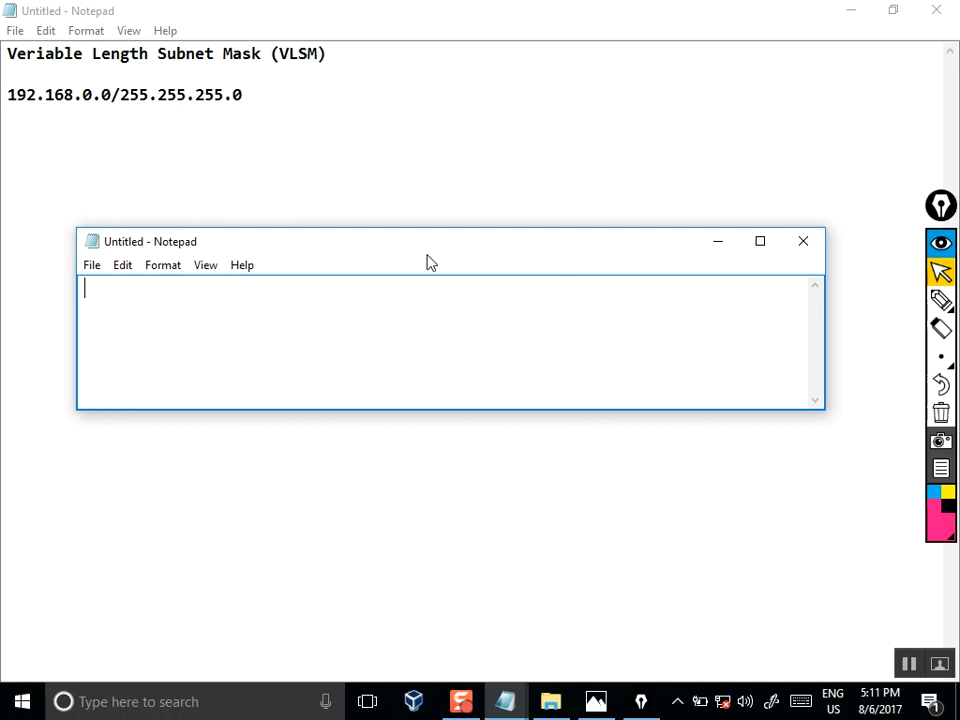 Untitled - Notepad
File Edit Format View Help
Veriable Length Subnet Mask (VLSM)
192.168.0.0/255.255.255.0
Untitled - Notepad
File Edit Format View Help
Type here to search
ENG
US
5:11 PM
8/6/2017
1